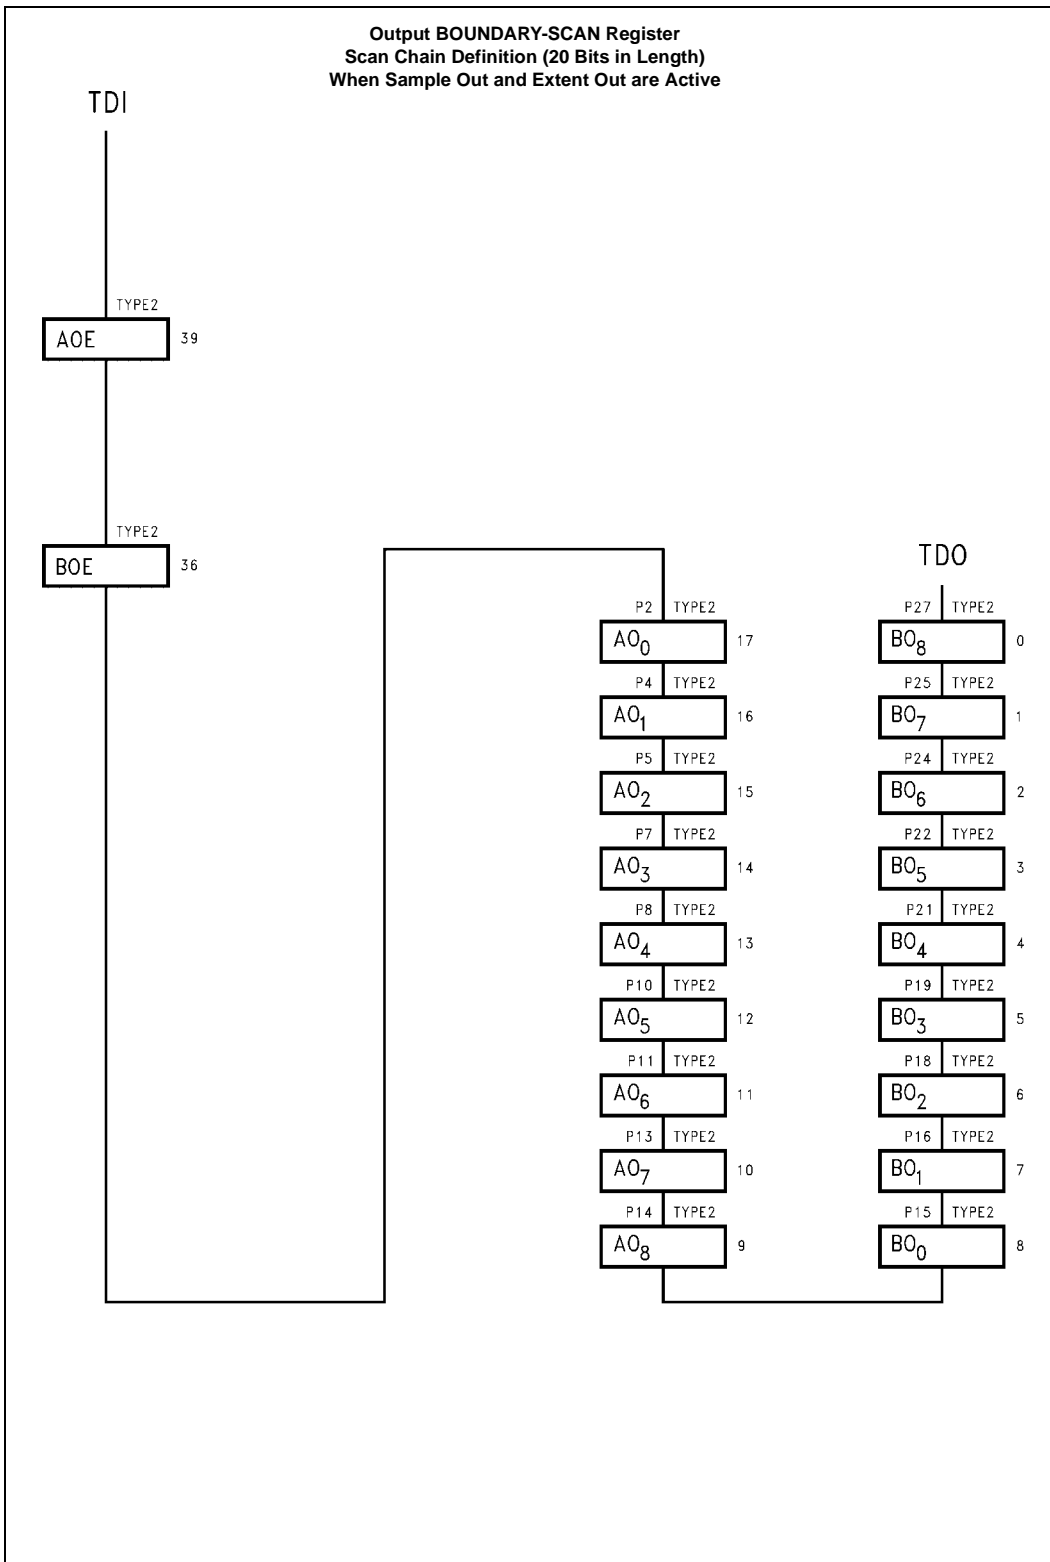 Output BOUNDARY-SCAN Register
Scan Chain Definition (20 Bits in Length)
When Sample Out and Extent Out are Active
TDI
TYPE2
AOE 39
TYPE2
BOE 36
TDO
P2 TYPE2 P27 TYPE2
AO0 17 BO8 0
P4 TYPE2 P25 TYPE2
AO1 16 BO7 1
P5 TYPE2 P24 TYPE2
AO2 15 BO6 2
P7 TYPE2 P22 TYPE2
AO3 14 BO5 3
P8 TYPE2 P21 TYPE2
AO4 13 BO4 4
P10 TYPE2 P19 TYPE2
AO5 12 BO3 5
P11 TYPE2 P18 TYPE2
AO6 11 BO2 6
P13 TYPE2 P16 TYPE2
AO7 10 BO1 7
P14 TYPE2 P15 TYPE2
AO8 9 BO0 8